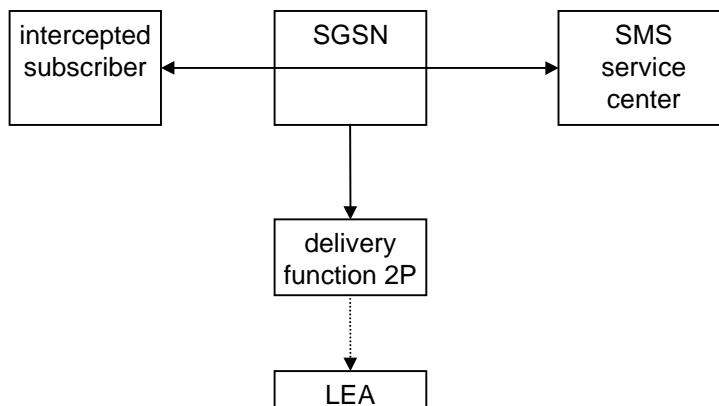 intercepted
subscriber
SGSN
SMS
service
center
delivery
function 2P
LEA